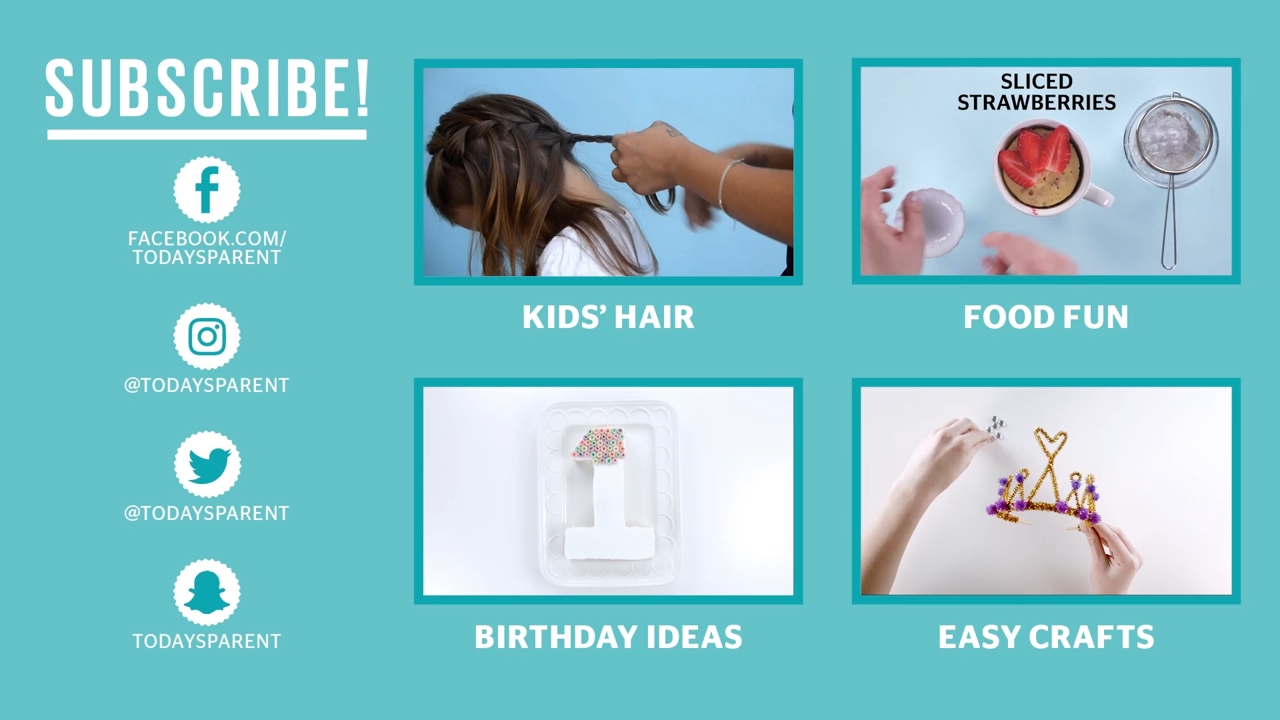 SUBSCRIBE!
FACEBOOK.COM/
TODAYSPARENT
@TODAYSPARENT
@TODAYSPARENT
TODAYSPARENT
KIDS’ HAIR
SLICED
STRAWBERRIES
FOOD FUN
BIRTHDAY IDEAS
EASY CRAFTS